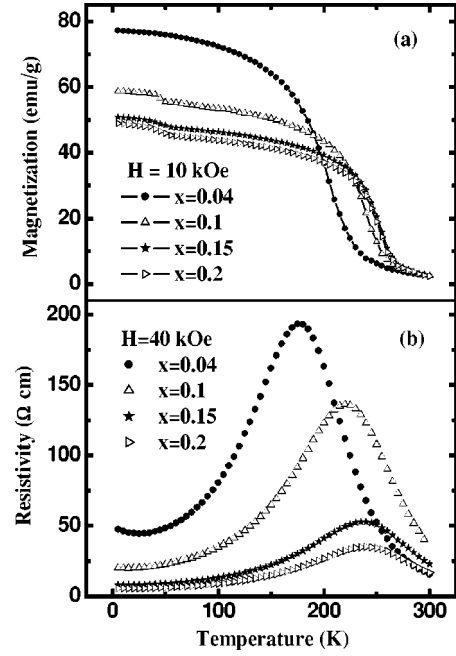 80
60
40
20
0
Magnetization (emu/g)
(a)
H = 10 kOe
x=0.04
x=0.1
x=0.15
x=0.2
200
150
100
50
0
Resistivity (Ω cm)
(b)
H=40 kOe
x=0.04
x=0.1
x=0.15
x=0.2
0 100 200 300
Temperature (K)